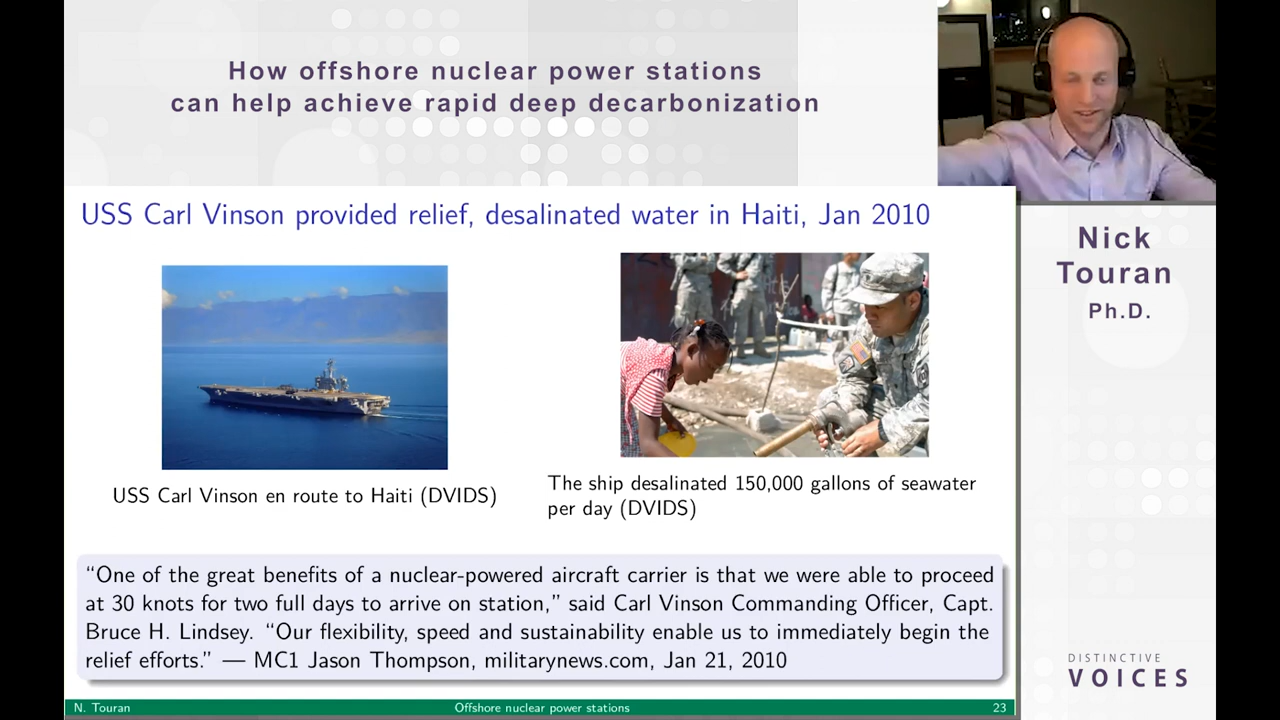 How offshore nuclear power stations
can help achieve rapid deep decarbonization
USS Carl Vinson provided relief, desalinated water in Haiti, Jan 2010
USS Carl Vinson en route to Haiti (DVIDS)
The ship desalinated 150,000 gallons of seawater
per day (DVIDS)
“One of the great benefits of a nuclear-powered aircraft carrier is that we were able to proceed
at 30 knots for two full days to arrive on station,” said Carl Vinson Commanding Officer, Capt.
Bruce H. Lindsey. “Our flexibility, speed and sustainability enable us to immediately begin the
relief efforts.” — MC1 Jason Thompson, militarynews.com, Jan 21, 2010
N. Touran
Offshore nuclear power stations
23
Nick
Touran
Ph.D.
DISTINCTIVE
VOICES